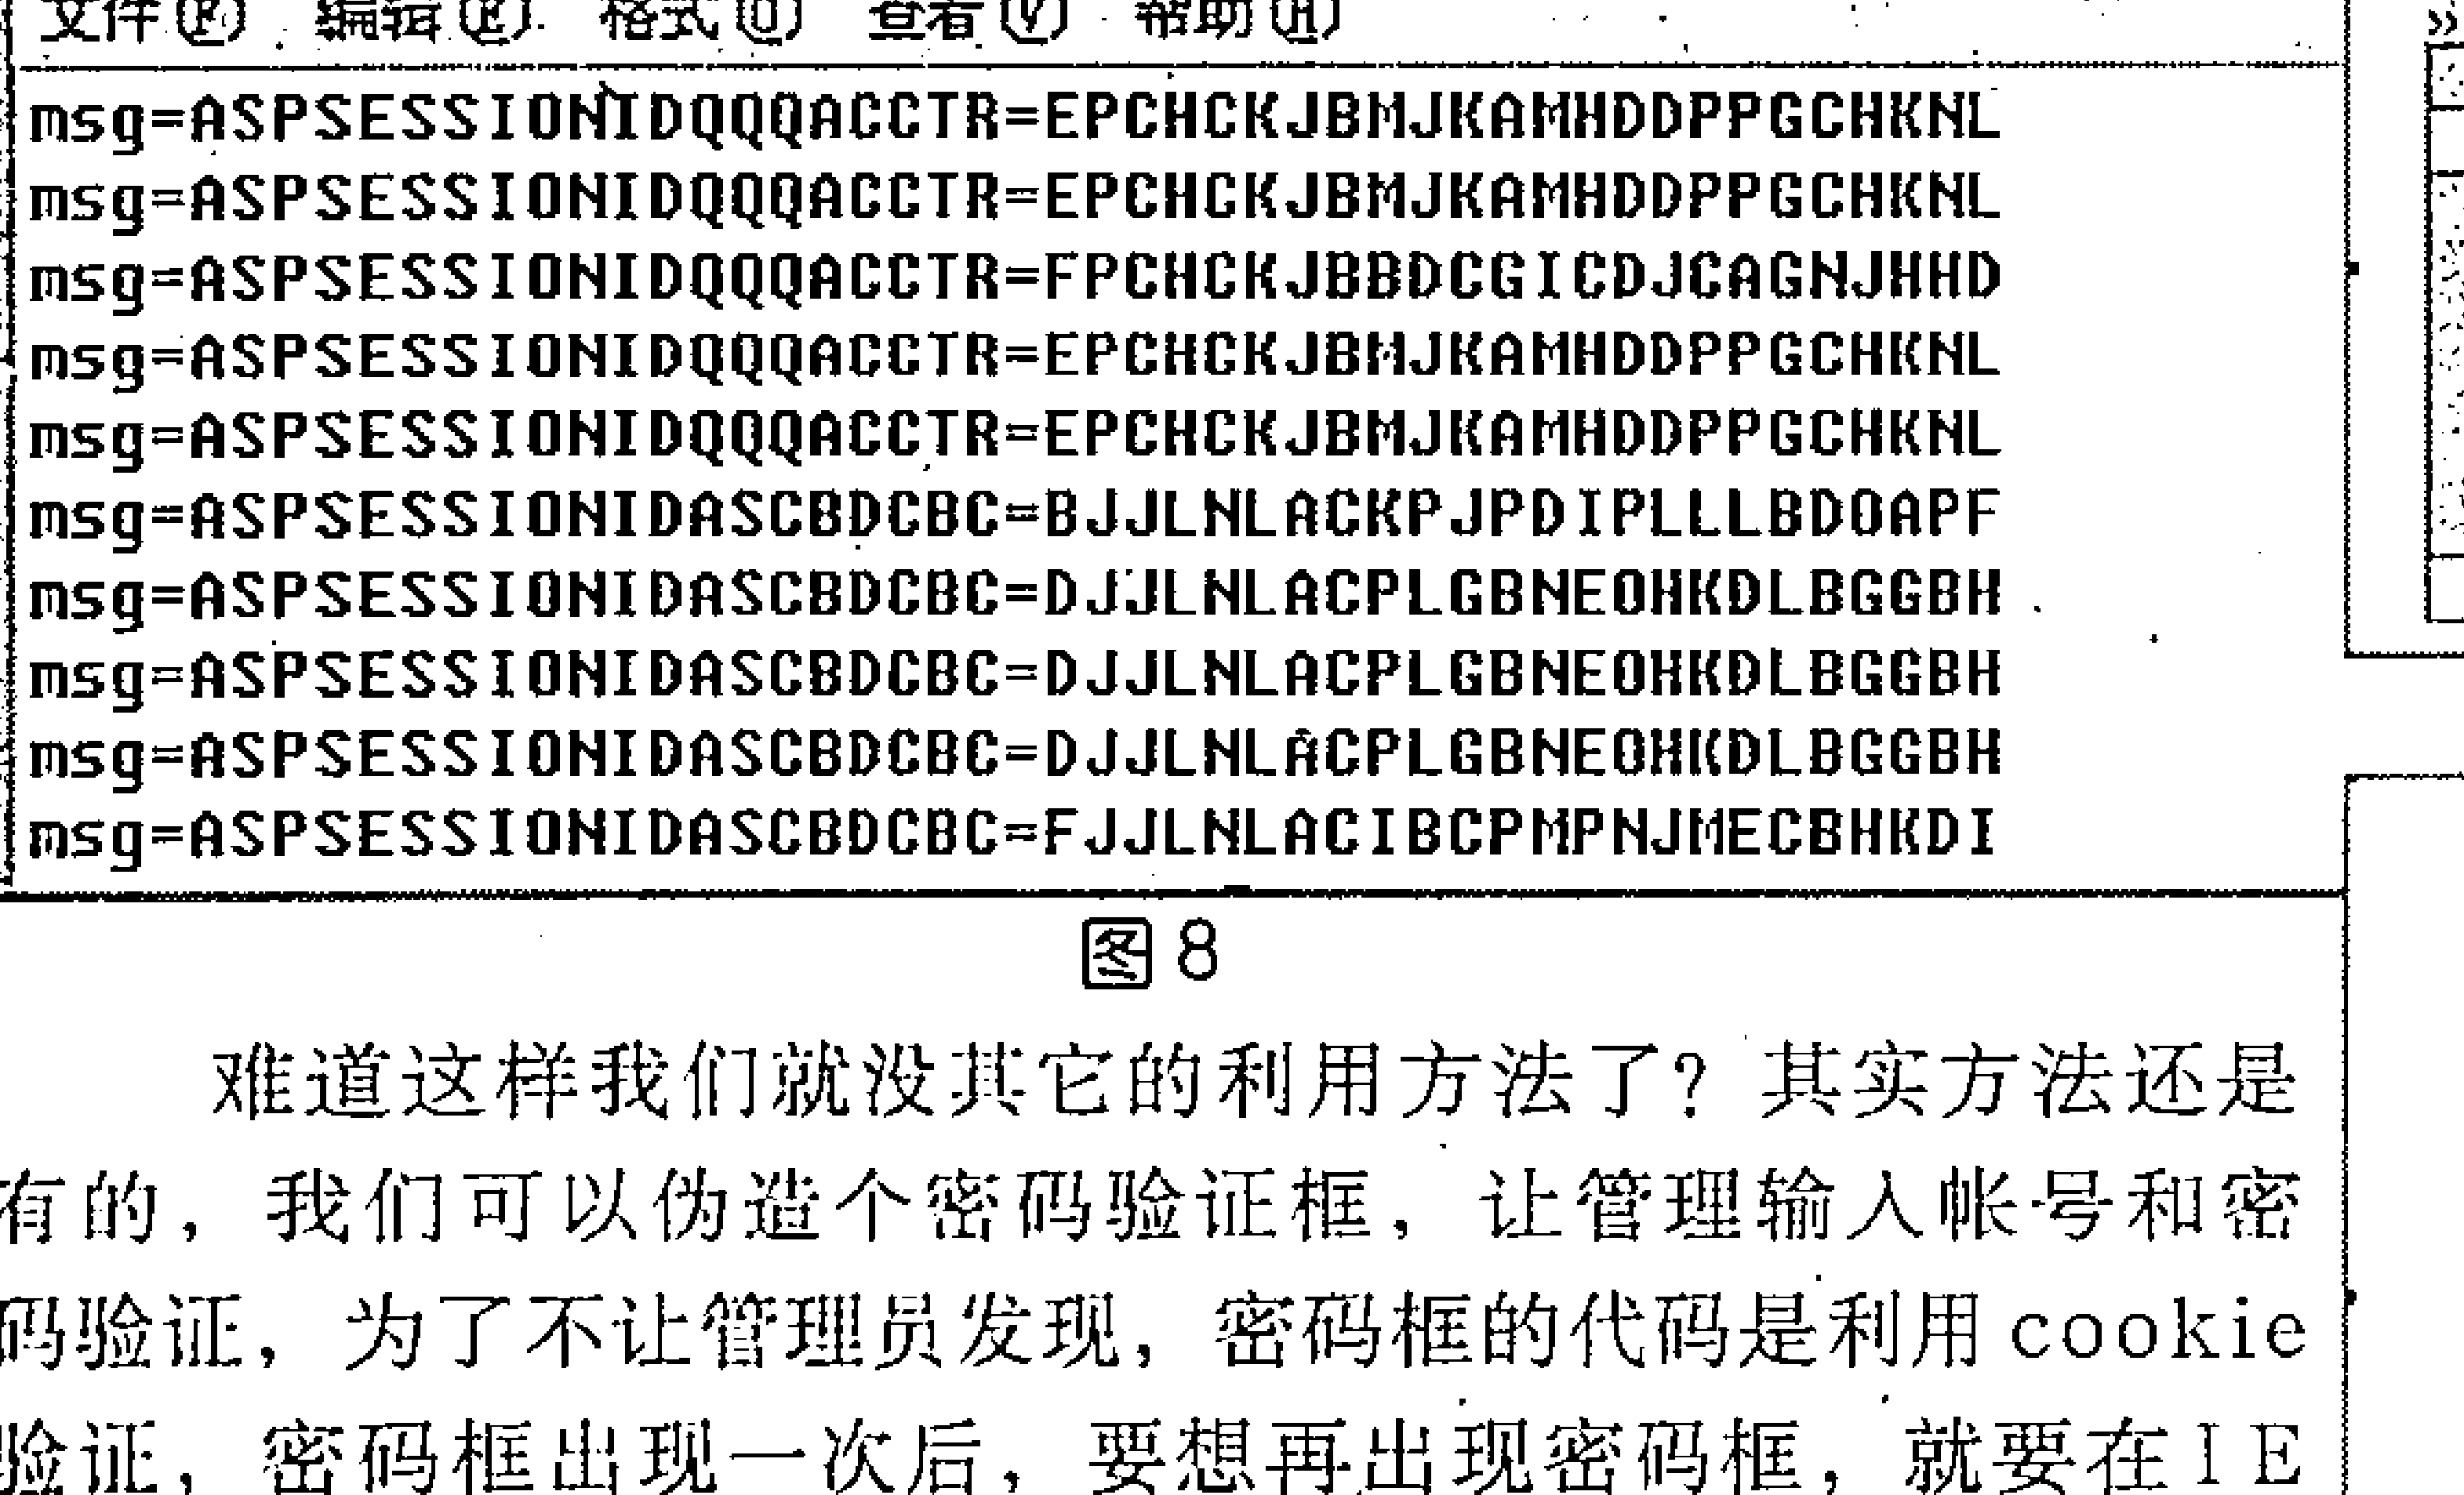 文件(F) 编辑(E) 格式(O) 查看(V) 帮助(H)
»
msg=ASPSESSIONIDQQQACCTR=EPCHCKJBMJKAMHDDPPGCHKNL
msg=ASPSESSIONIDQQQACCTR=EPCHCKJBMJKAMHDDPPGCHKNL
msg=ASPSESSIONIDQQQACCTR=FPCHCKJBBDCGICDJCAGNJHHD
msg=ASPSESSIONIDQQQACCTR=EPCHCKJBMJKAMHDDPPGCHKNL
msg=ASPSESSIONIDQQQACCTR=EPCHCKJBMJKAMHDDPPGCHKNL
msg=ASPSESSIONIDASCBDCBC=BJJLNLACKPJPDIPLLLBDOAPF
msg=ASPSESSIONIDASCBDCBC=DJJLNLACPLGBNEOHKDLBGGBH
msg=ASPSESSIONIDASCBDCBC=DJJLNLACPLGBNEOHKDLBGGBH
msg=ASPSESSIONIDASCBDCBC=DJJLNLACPLGBNEOHKDLBGGBH
msg=ASPSESSIONIDASCBDCBC=FJJLNLACIBCPMPNJMECBHKDI
图8
难道这样我们就没其它的利用方法了？其实方法还是
有的，我们可以伪造个密码验证框，让管理输入帐号和密
码验证，为了不让管理员发现，密码框的代码是利用cookie
验证，密码框出现一次后，要想再出现密码框，就要在IE